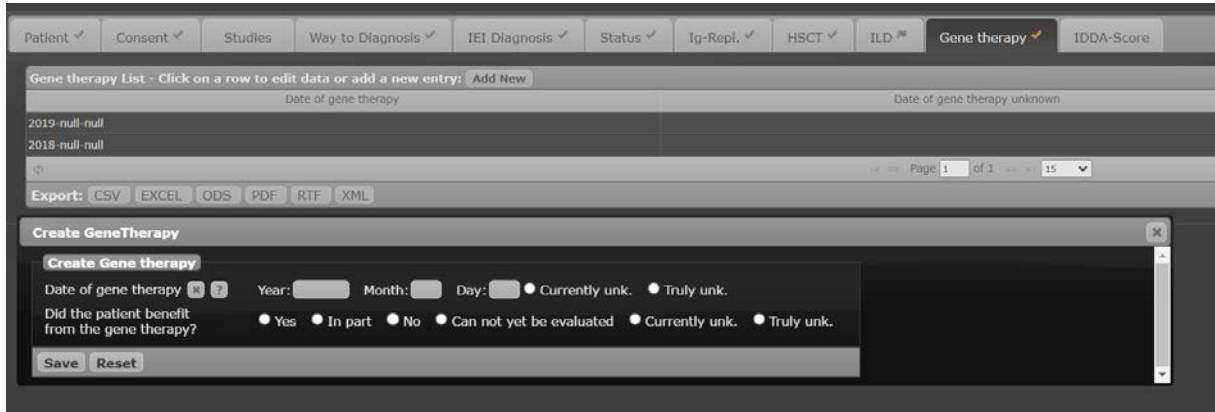 Patient Consent Studies Way to Diagnosis IEI Diagnosis Status Ig-Repl. HSCT ILD Gene therapy IDDA-Score
Gene therapy List - Click on a row to edit data or add a new entry: Add New
Date of gene therapy Date of gene therapy unknown
2019-null-null
2018-null-null
Page 1 of 1 15
Export: CSV EXCEL ODS PDF RTF XML
Create GeneTherapy
Create Gene therapy
Date of gene therapy ? Year: Month: Day: Currently unk. Truly unk.
Did the patient benefit
from the gene therapy? Yes In part No Can not yet be evaluated Currently unk. Truly unk.
Save Reset